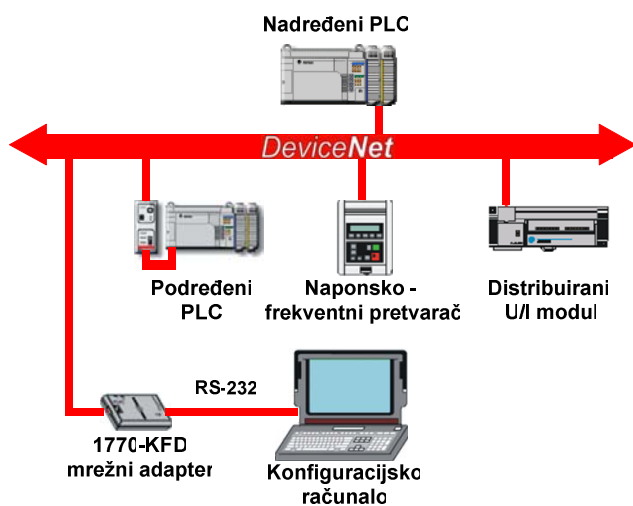 Nadređeni PLC
DeviceNet
Podređeni
PLC
Naponsko -
frekventni pretvarač
Distribuirani
U/I modul
RS-232
1770-KFD
mrežni adapter
Konfiguracijsko
računalo